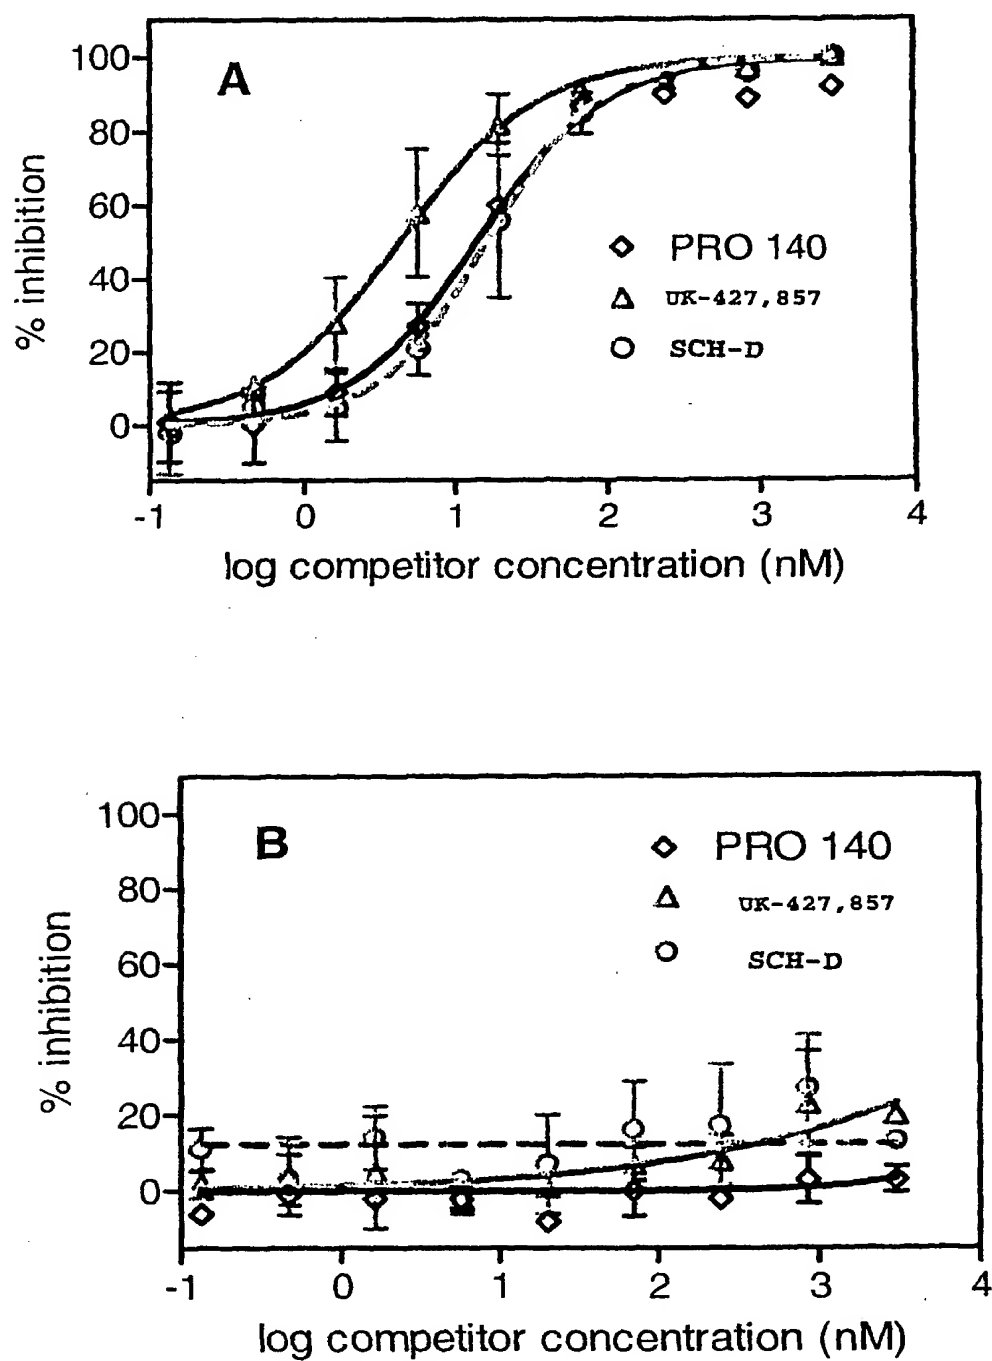 A
100
80
60
40
20
0
% inhibition
PRO 140
UK-427,857
SCH-D
-1 0 1 2 3 4
log competitor concentration (nM)
B
100
80
60
40
20
0
% inhibition
PRO 140
UK-427,857
SCH-D
-1 0 1 2 3 4
log competitor concentration (nM)